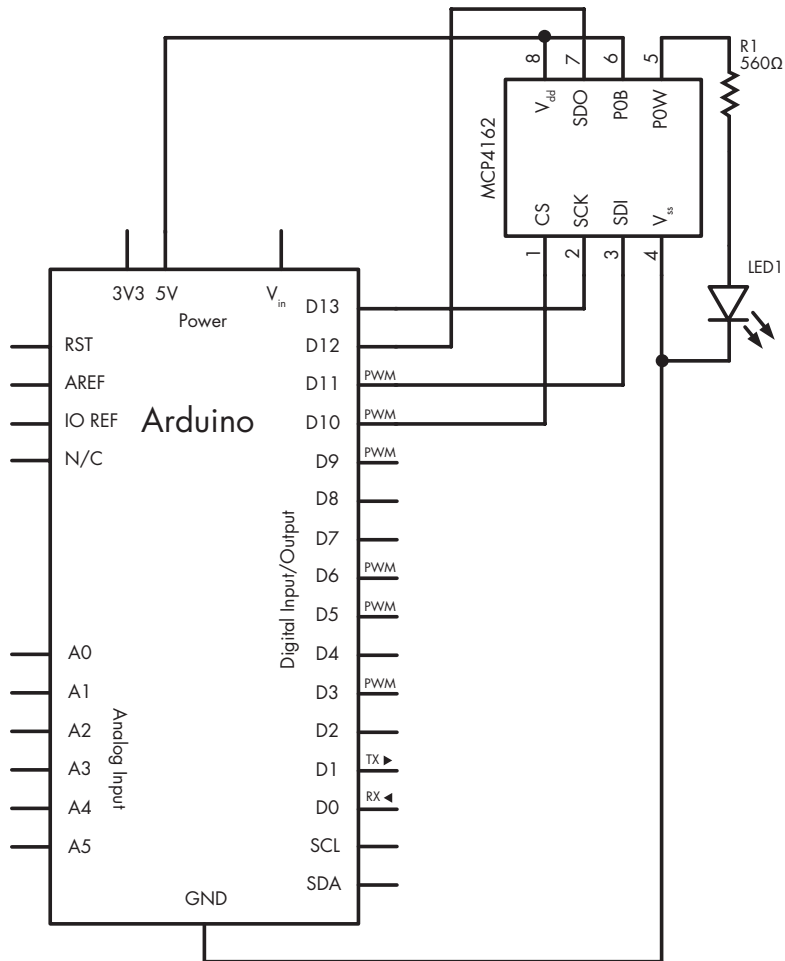 R1
560Ω
8
7
6
5
Vdd
SDO
P0B
P0W
MCP4162
CS
SCK
SDI
Vss
1
2
3
4
LED1
3V3
5V
Vin
Power
Arduino
RST
AREF
IO REF
N/C
A0
A1
A2
A3
A4
A5
Analog Input
D13
D12
D11
PWM
D10
PWM
D9
PWM
D8
D7
D6
PWM
D5
PWM
D4
D3
PWM
D2
D1
TX ▶
D0
RX ◀
SCL
SDA
Digital Input/Output
GND